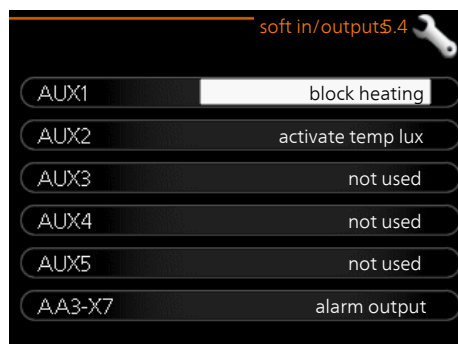 soft in/outputs5.4
AUX1 block heating
AUX2 activate temp lux
AUX3 not used
AUX4 not used
AUX5 not used
AA3-X7 alarm output